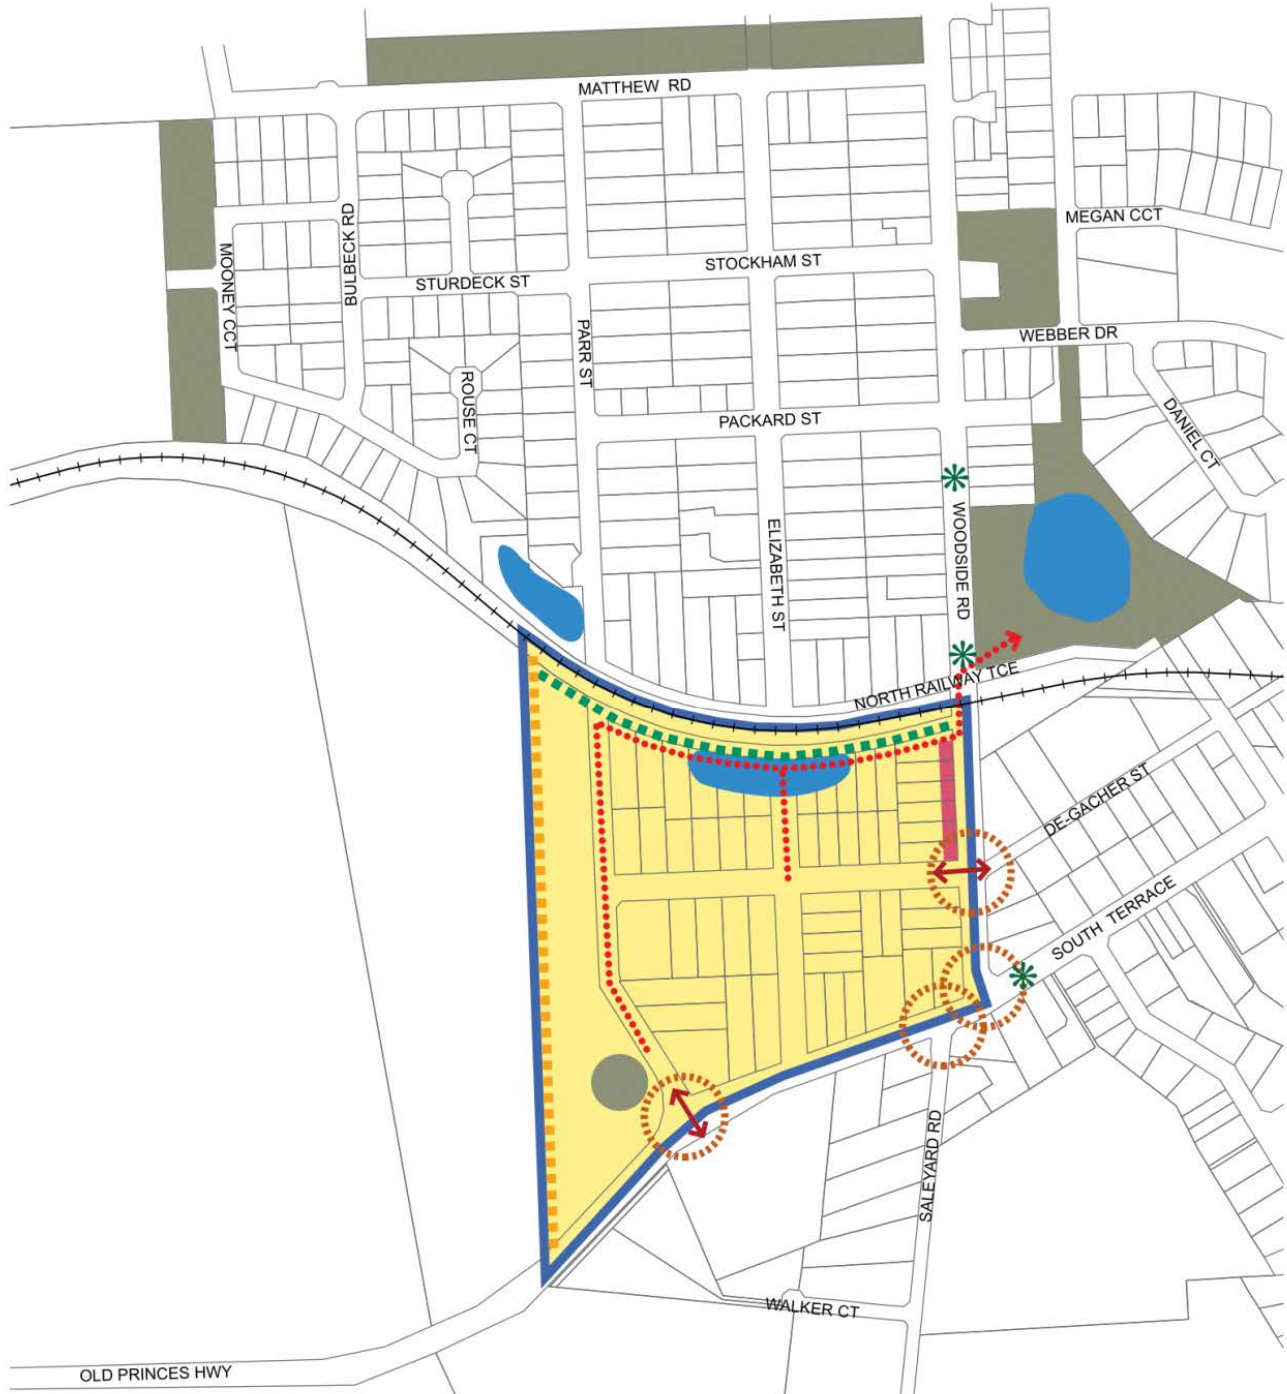 MATTHEW RD
MEGAN CCT
BULBECK RD
MOONEY CCT
STOCKHAM ST
STURDECK ST
WEBBER DR
PARR ST
ROUSE CT
PACKARD ST
DANIEL CT
WOODSIDE RD
ELIZABETH ST
NORTH RAILWAY TCE
DE-GACHER ST
SOUTH TERRACE
SALEYARD RD
WALKER CT
OLD PRINCES HWY